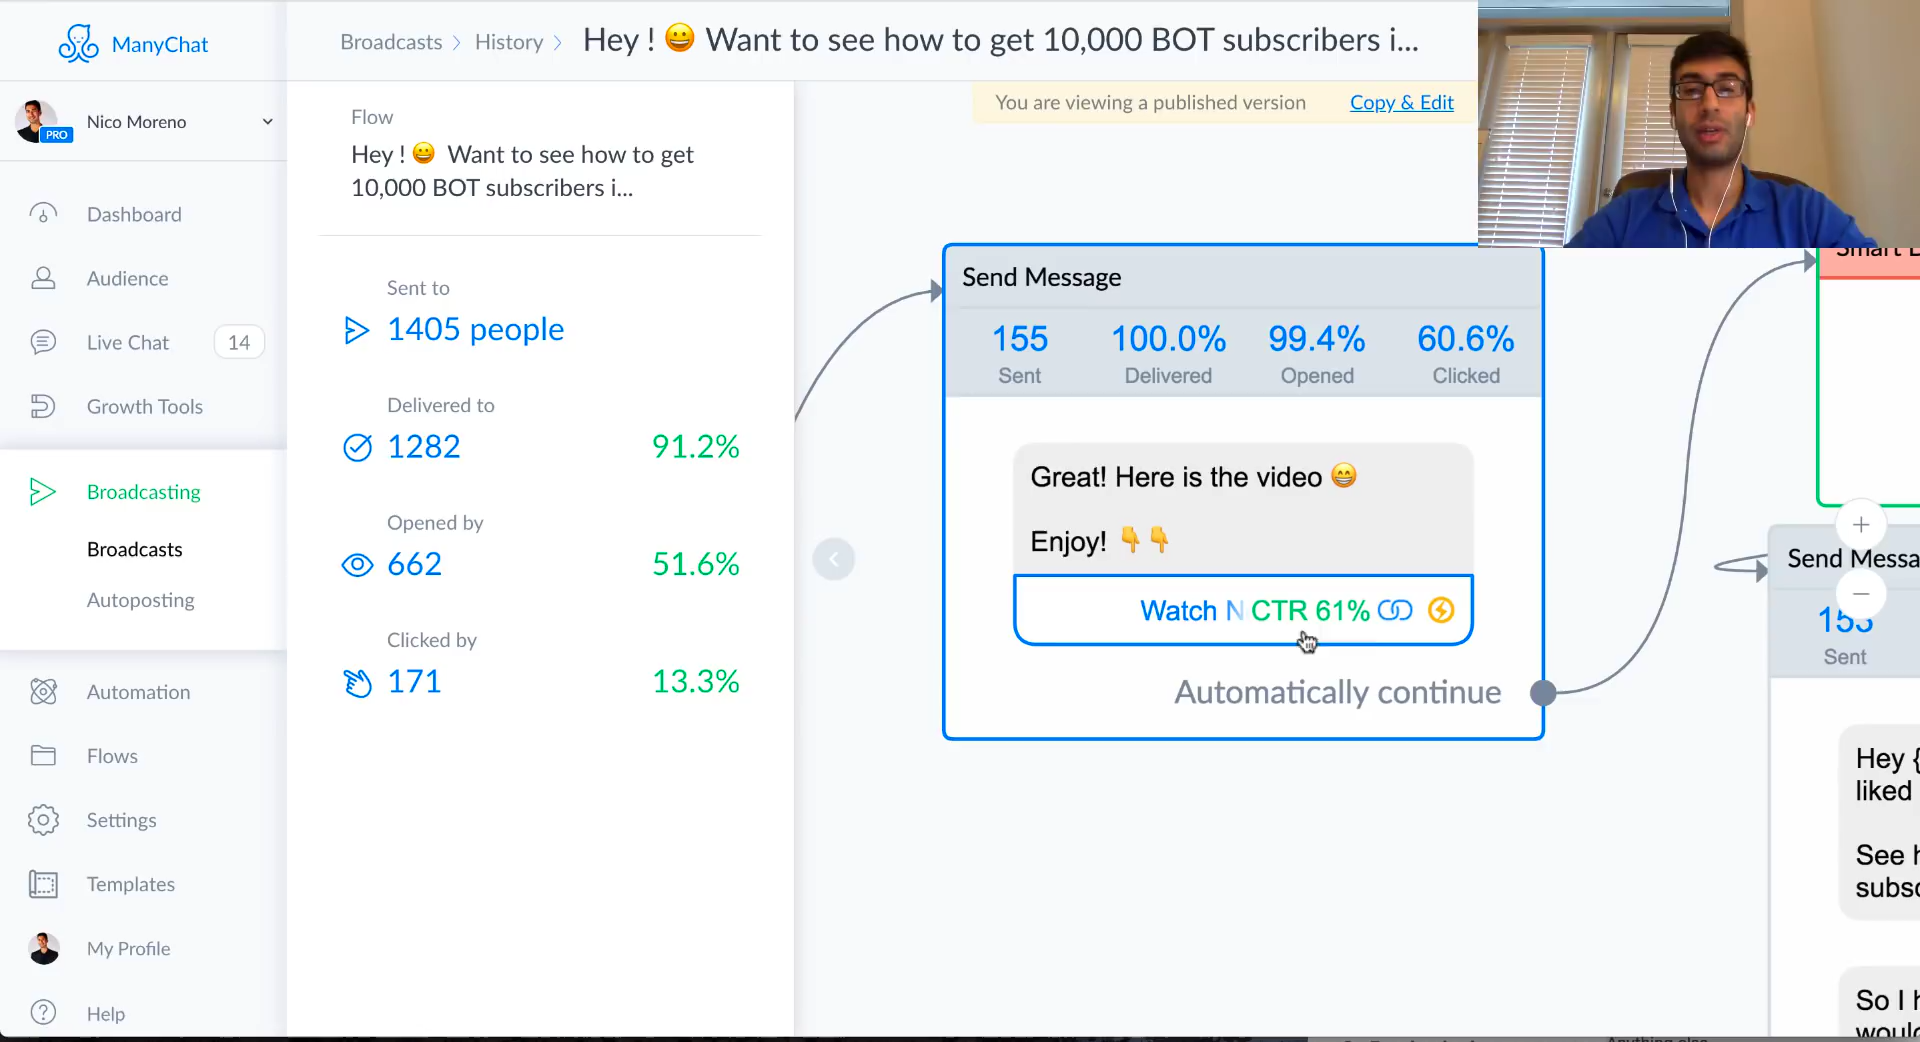 ManyChat
Broadcasts > History > Hey ! 😀 Want to see how to get 10,000 BOT subscribers i...
Nico Moreno
PRO
Dashboard
Audience
Live Chat 14
Growth Tools
Broadcasting
Broadcasts
Autoposting
Automation
Flows
Settings
Templates
My Profile
Help
Flow
Hey ! 😀 Want to see how to get
10,000 BOT subscribers i...
Sent to
1405 people
Delivered to
1282 91.2%
Opened by
662 51.6%
Clicked by
171 13.3%
You are viewing a published version Copy & Edit
Send Message
155 100.0% 99.4% 60.6%
Sent Delivered Opened Clicked
Great! Here is the video 😁
Enjoy! 👇👇
Watch N CTR 61%
Automatically continue
Smart
Send Messa
155
Sent
Hey {
liked
See h
subsc
So I h
would